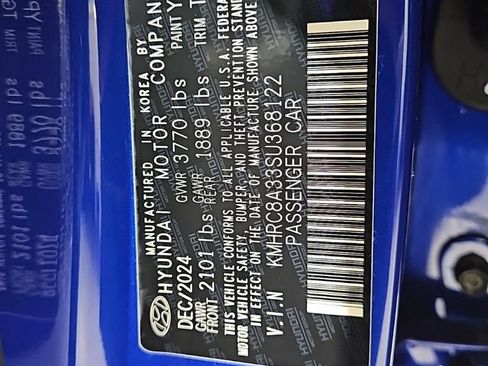 MANUFACTURED IN KOREA BY
HYUNDAI MOTOR COMPANY
DEC/2024 GVWR 3770 lbs PAINT
GAWR FRONT 2101 lbs GAWR REAR 1889 lbs TRIM
THIS VEHICLE CONFORMS TO ALL APPLICABLE U.S.A. FEDERAL
MOTOR VEHICLE SAFETY, BUMPER, AND THEFT PREVENTION
IN EFFECT ON THE DATE OF MANUFACTURE SHOWN ABOVE
V.I.N KMHRC8A33SU368122
PASSENGER CAR